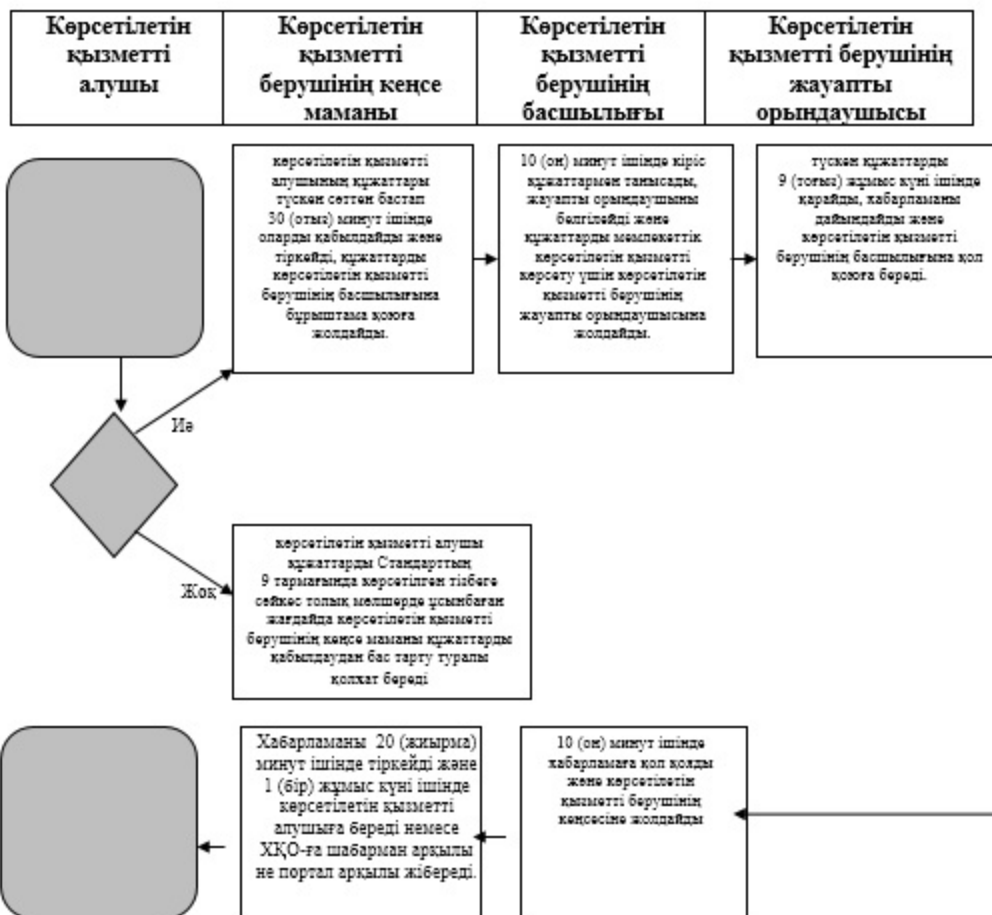 Көрсетілетін
қызметті
алушы
Көрсетілетін
қызметті
берушінің кеңсе
маманы
Көрсетілетін
қызметті
берушінің
басшылығы
Көрсетілетін
қызметті берушінің
жауапты
орындаушысы
көрсетілетін қызметті
алушының құжаттары
түскен сәттен бастап
30 (отыз) минут ішінде
оларды қабылдайды және
тіркейді, құжаттарды
көрсетілетін қызметті
берушінің басшылығына
бұрыштама қоюға
жолдайды.
10 (он) минут ішінде кіріс
құжаттармен танысады,
жауапты орындаушыны
белгілейді және
құжаттарды мемлекеттік
көрсетілетін қызметті
көрсету үшін көрсетілетін
қызметті берушінің
жауапты орындаушысына
жолдайды.
түскен құжаттарды
9 (тоғыз) жұмыс күні ішінде
қарайды, хабарламаны
дайындайды және
көрсетілетін қызметті
берушінің басшылығына қол
қоюға береді.
Иә
Жоқ
көрсетілетін қызметті алушы
құжаттарды Стандарттың
9 тармағында көрсетілген тізбеге
сәйкес толық мөлшерде ұсынбаған
жағдайда көрсетілетін қызметті
берушінің кеңсе маманы құжаттарды
қабылдаудан бас тарту туралы
қолхат береді
Хабарламаны 20 (жиырма)
минут ішінде тіркейді және
1 (бір) жұмыс күні ішінде
көрсетілетін қызметті
алушыға береді немесе
ХҚО-ға шабарман арқылы
не портал арқылы жібереді.
10 (он) минут ішінде
хабарламаға қол қояды
және көрсетілетін
қызметті берушінің
кеңсесіне жолдайды